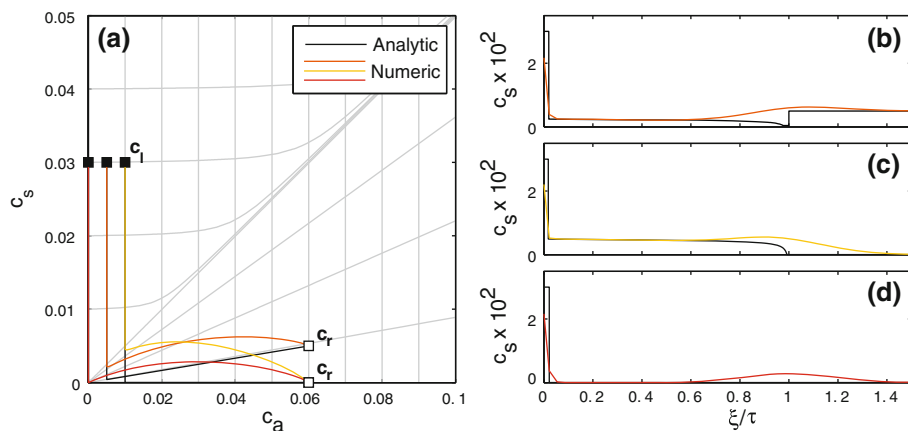 (a)
Analytic
Numeric
c_l
c_r
c_r
0.05
0.04
0.03
0.02
0.01
0
c_s
0
0.02
0.04
0.06
0.08
0. 1
c_a
(b)
c_s x 10^2
2
0
(c)
c_s x 10^2
2
0
(d)
c_s x 10^2
2
0
0
0. 2
0. 4
0. 6
0. 8
1
1. 2
1. 4
ξ/τ